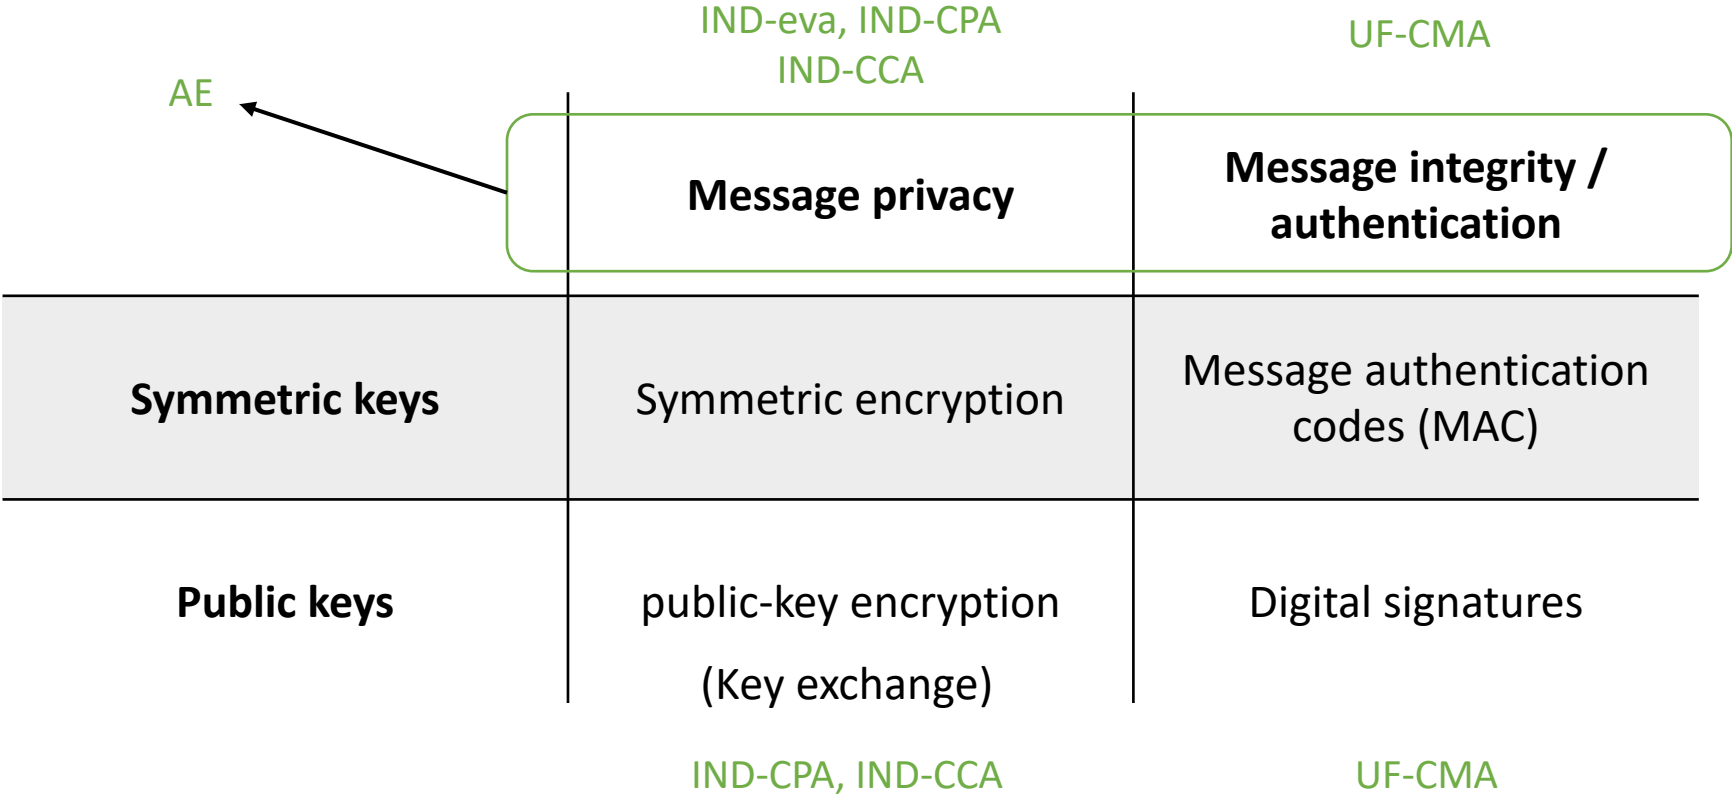 IND-eva, IND-CPA
IND-CCA
UF-CMA
AE
Message privacy
Message integrity /
authentication
Symmetric keys
Symmetric encryption
Message authentication
codes (MAC)
Public keys
public-key encryption
(Key exchange)
Digital signatures
IND-CPA, IND-CCA
UF-CMA